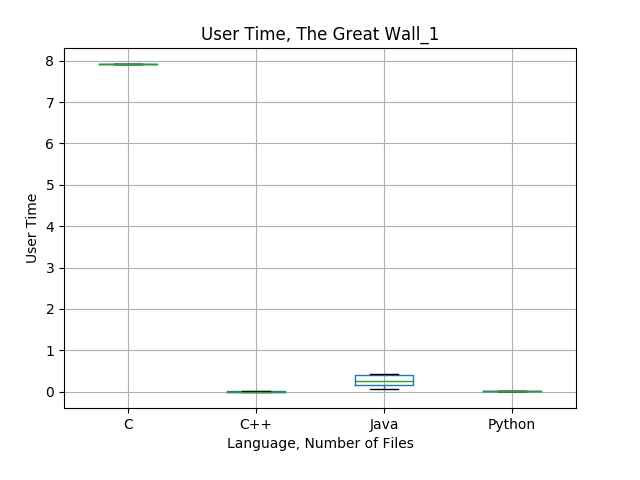 User Time, The Great Wall_1
User Time
8
7
6
5
4
3
2
1
0
C C++ Java Python
Language, Number of Files